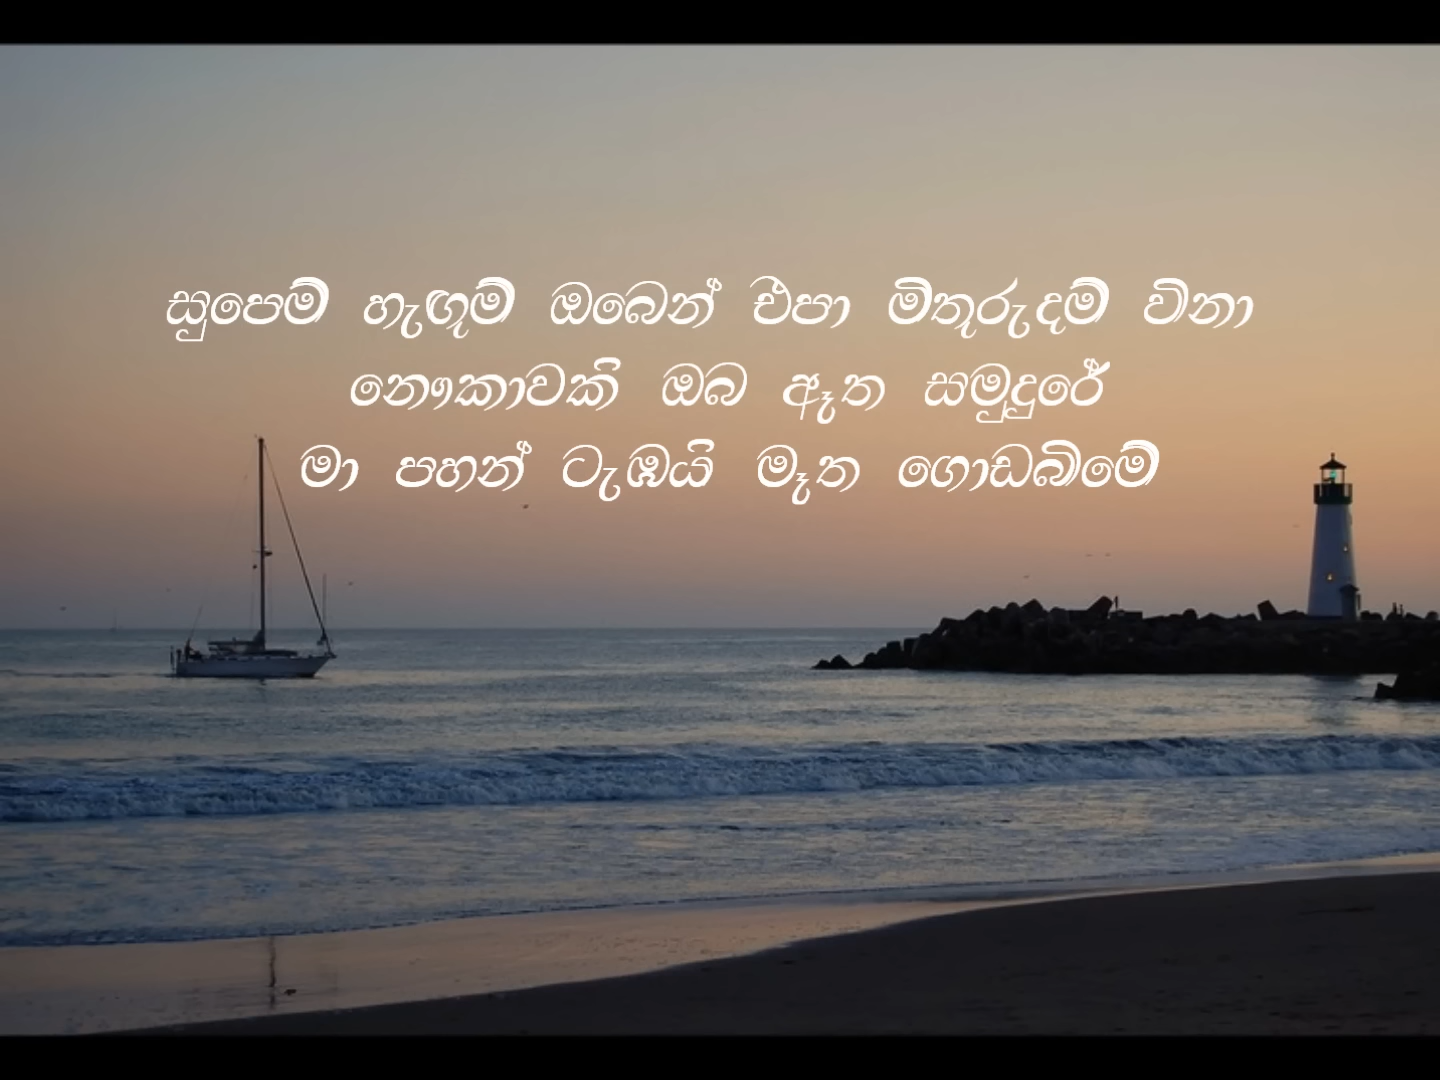 සුපෙම් හැඟූම් ඔබෙන් එපා මිතුරුදම් විනා
නෞකාවකි ඔබ ඈත සමුදුරේ
මා පහන් ටැඹයි මෑත ගොඩබිමේ